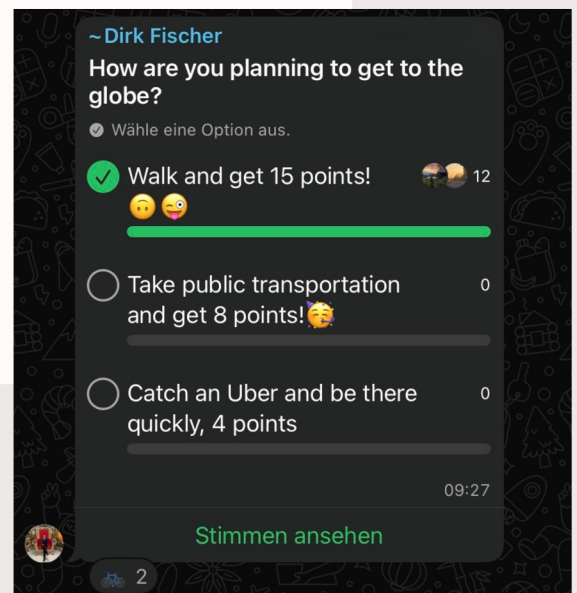 ~Dirk Fischer
How are you planning to get to the
globe?
Wähle eine Option aus.
Walk and get 15 points!
🙃😜
12
Take public transportation
and get 8 points!🥳
0
Catch an Uber and be there
quickly, 4 points
0
09:27
Stimmen ansehen
🚲 2